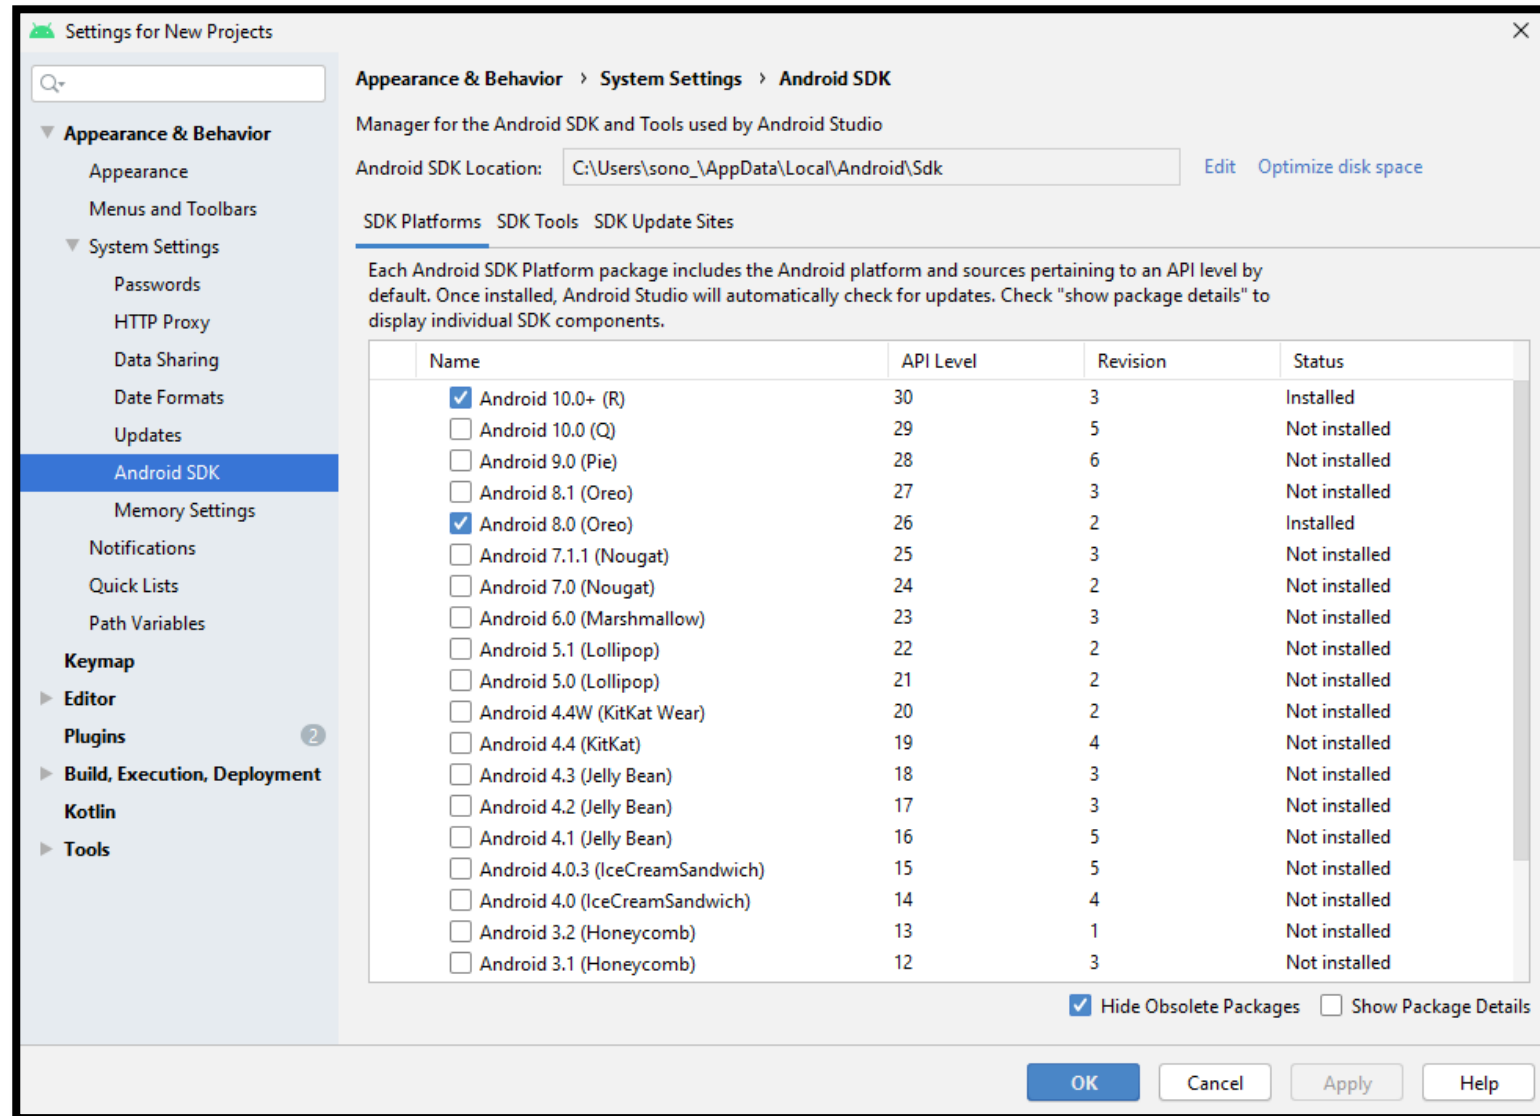 Settings for New Projects
Appearance & Behavior
Appearance
Menus and Toolbars
System Settings
Passwords
HTTP Proxy
Data Sharing
Date Formats
Updates
Android SDK
Memory Settings
Notifications
Quick Lists
Path Variables
Keymap
Editor
Plugins 2
Build, Execution, Deployment
Kotlin
Tools
Appearance & Behavior › System Settings › Android SDK
Manager for the Android SDK and Tools used by Android Studio
Android SDK Location: C:\Users\sono_\AppData\Local\Android\Sdk Edit Optimize disk space
SDK Platforms SDK Tools SDK Update Sites
Each Android SDK Platform package includes the Android platform and sources pertaining to an API level by
default. Once installed, Android Studio will automatically check for updates. Check "show package details" to
display individual SDK components.
Name API Level Revision Status
Android 10.0+ (R) 30 3 Installed
Android 10.0 (Q) 29 5 Not installed
Android 9.0 (Pie) 28 6 Not installed
Android 8.1 (Oreo) 27 3 Not installed
Android 8.0 (Oreo) 26 2 Installed
Android 7.1.1 (Nougat) 25 3 Not installed
Android 7.0 (Nougat) 24 2 Not installed
Android 6.0 (Marshmallow) 23 3 Not installed
Android 5.1 (Lollipop) 22 2 Not installed
Android 5.0 (Lollipop) 21 2 Not installed
Android 4.4W (KitKat Wear) 20 2 Not installed
Android 4.4 (KitKat) 19 4 Not installed
Android 4.3 (Jelly Bean) 18 3 Not installed
Android 4.2 (Jelly Bean) 17 3 Not installed
Android 4.1 (Jelly Bean) 16 5 Not installed
Android 4.0.3 (IceCreamSandwich) 15 5 Not installed
Android 4.0 (IceCreamSandwich) 14 4 Not installed
Android 3.2 (Honeycomb) 13 1 Not installed
Android 3.1 (Honeycomb) 12 3 Not installed
Hide Obsolete Packages Show Package Details
OK Cancel Apply Help